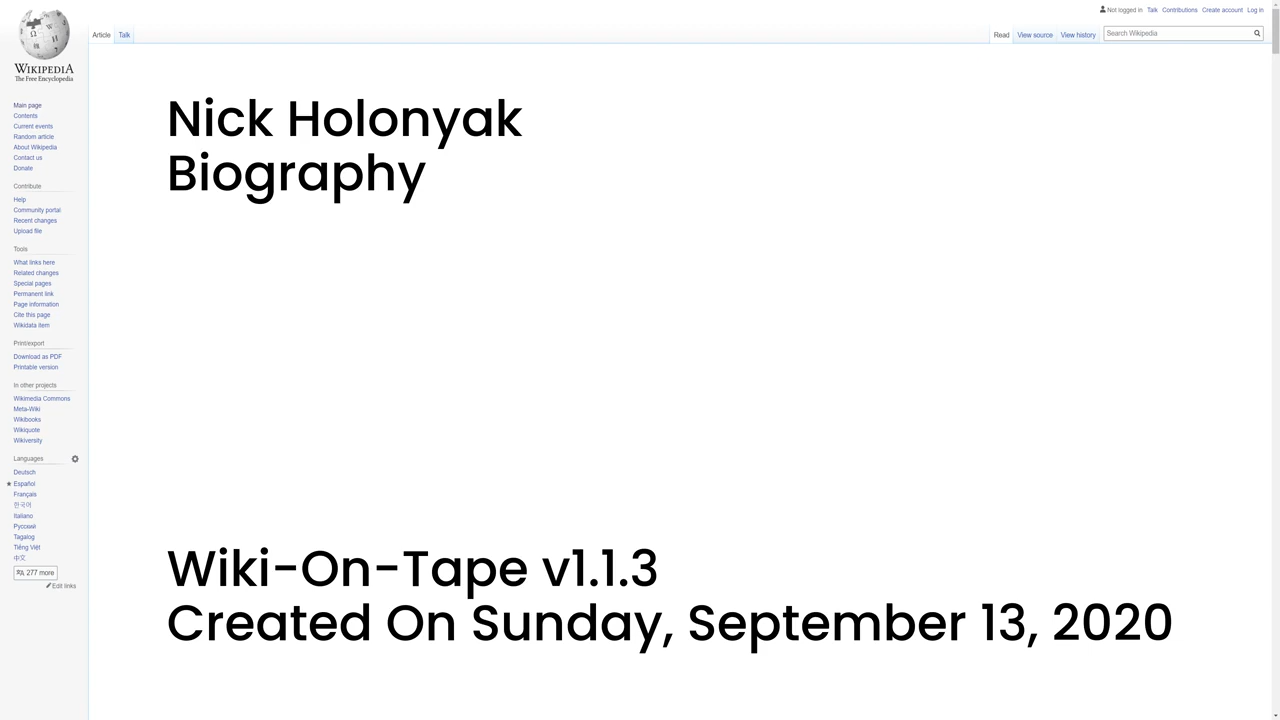 Not logged in Talk Contributions Create account Log in
Article Talk Read View source View history Search Wikipedia
WIKIPEDIA
The Free Encyclopedia
Main page
Contents
Current events
Random article
About Wikipedia
Contact us
Donate
Contribute
Help
Community portal
Recent changes
Upload file
Tools
What links here
Related changes
Special pages
Permanent link
Page information
Cite this page
Wikidata item
Print/export
Download as PDF
Printable version
In other projects
Wikimedia Commons
Meta-Wiki
Wikibooks
Wikiquote
Wikiversity
Languages
Deutsch
Español
Français
한국어
Italiano
Русский
Tagalog
Tiếng Việt
中文
277 more
Edit links
Nick Holonyak
Biography
Wiki-On-Tape v1.1.3
Created On Sunday, September 13, 2020